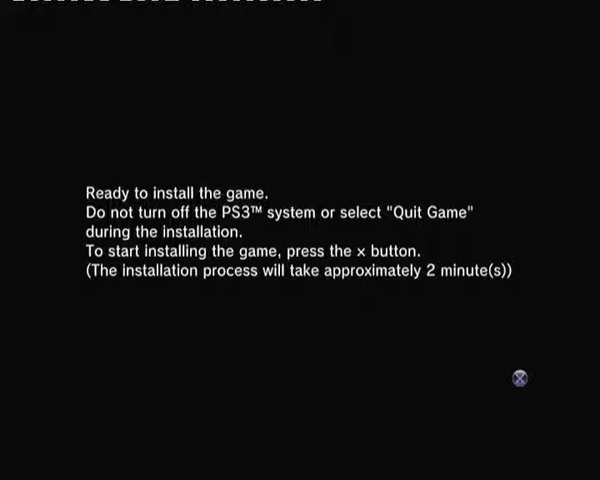 Ready to install the game.
Do not turn off the PS3™ system or select "Quit Game"
during the installation.
To start installing the game, press the × button.
(The installation process will take approximately 2 minute(s))